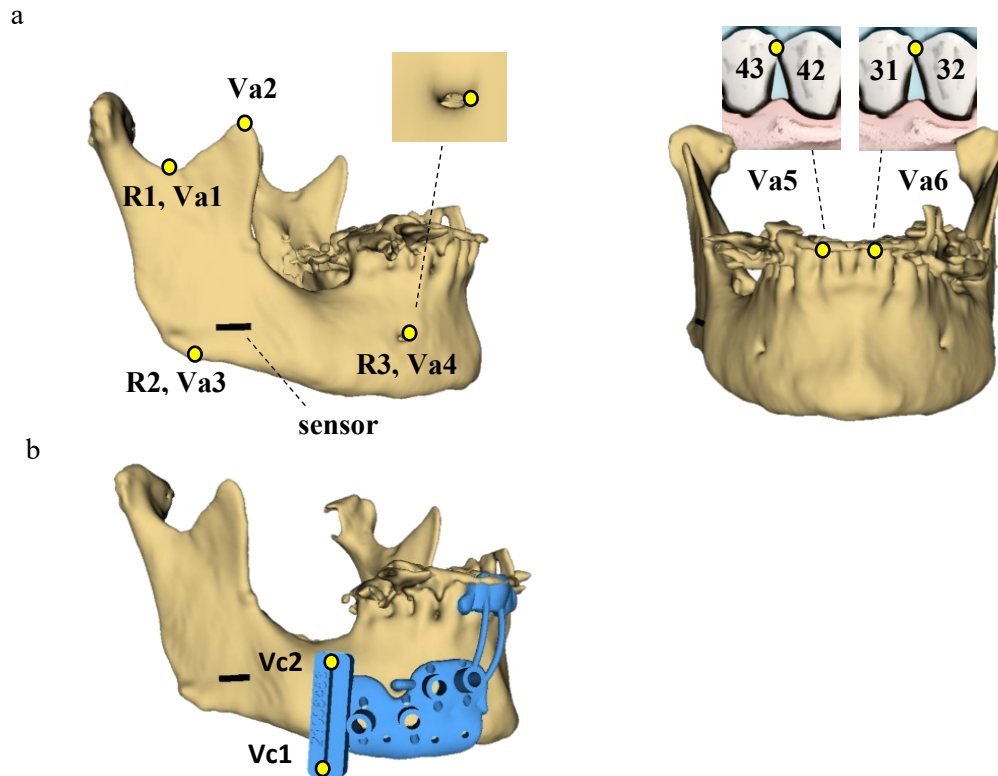 a
Va2
43 42
31 32
R1, Va1
Va5
Va6
R2, Va3
R3, Va4
sensor
b
Vc2
Vc1